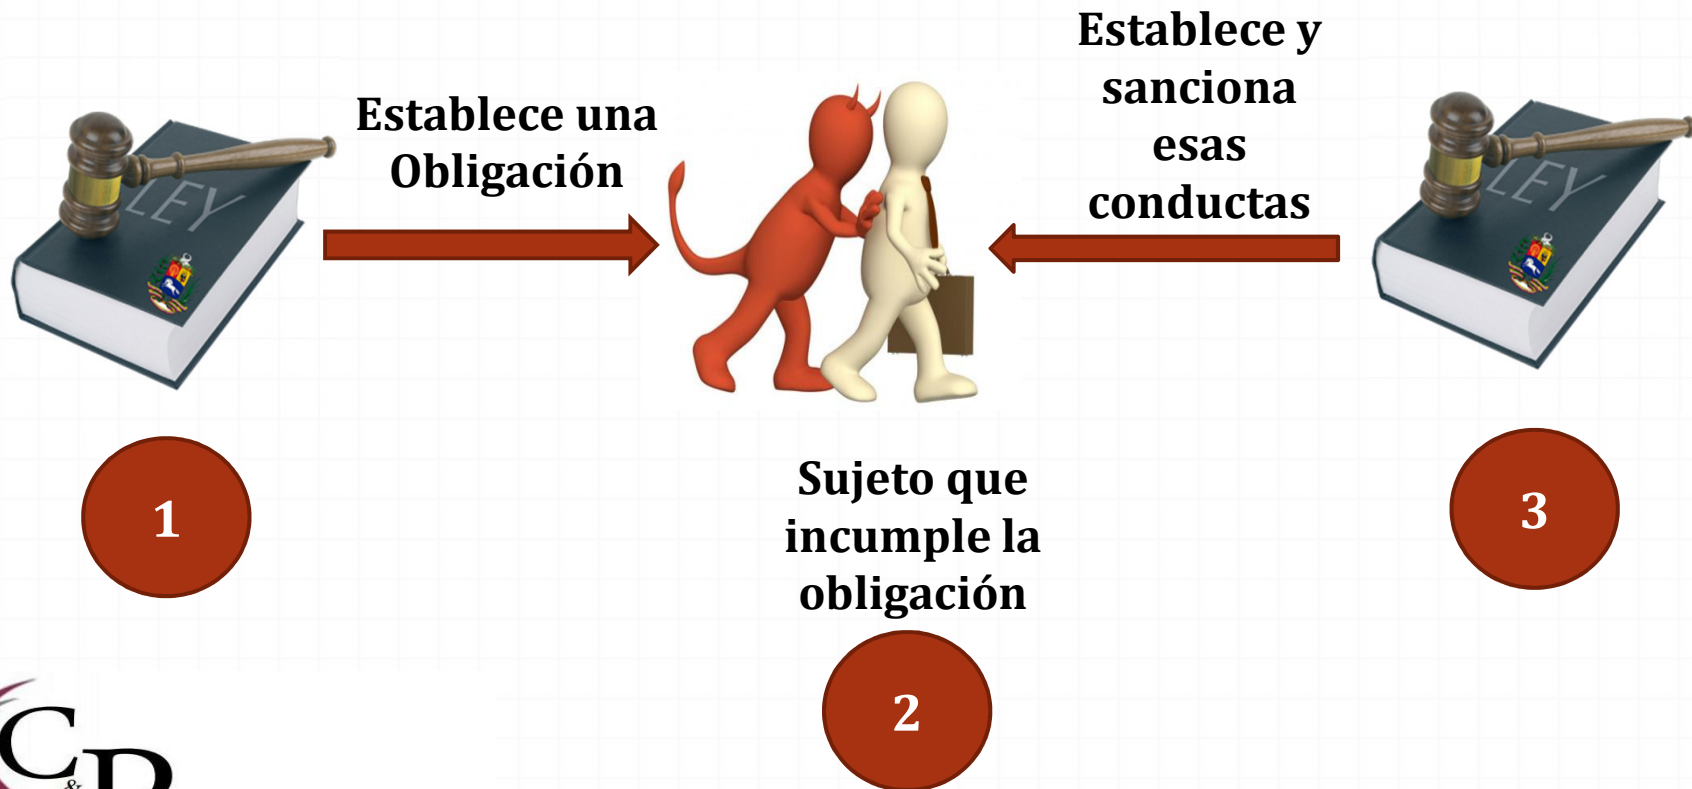 Establece una
Obligación
Establece y
sanciona
esas
conductas
LEY
LEY
1
Sujeto que
incumple la
obligación
2
3
C
&
D